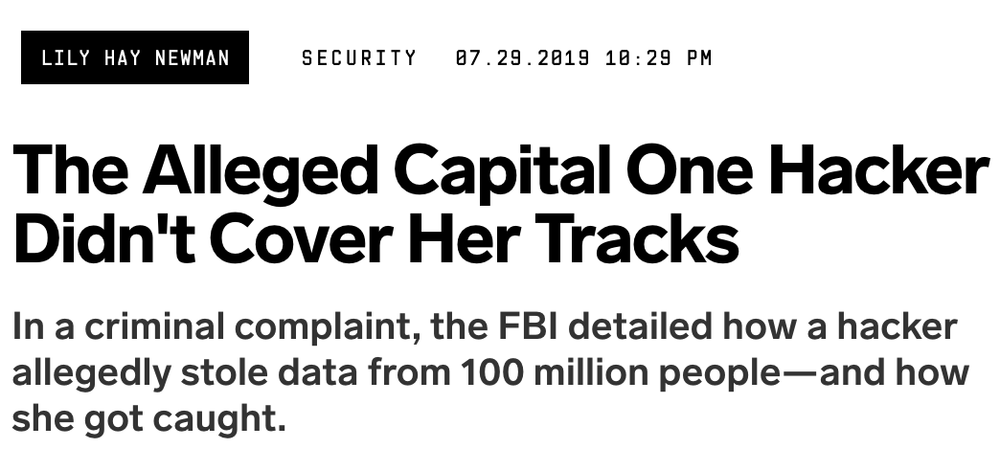 LILY HAY NEWMAN SECURITY 07.29.2019 10:29 PM
The Alleged Capital One Hacker
Didn't Cover Her Tracks
In a criminal complaint, the FBI detailed how a hacker
allegedly stole data from 100 million people—and how
she got caught.